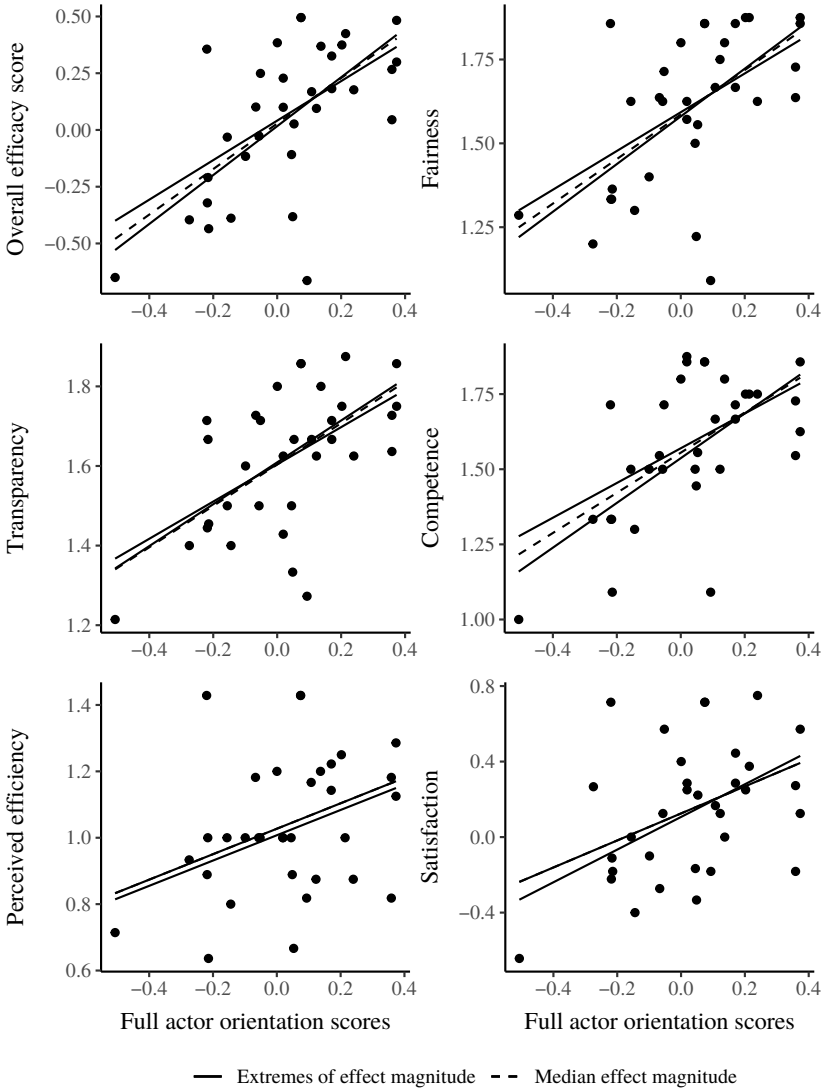 Overall efficacy score
0.50
0.25
0.00
−0.25
−0.50
−0.4 −0.2 0.0 0.2 0.4
Fairness
1.75
1.50
1.25
−0.4 −0.2 0.0 0.2 0.4
Transparency
1.8
1.6
1.4
1.2
−0.4 −0.2 0.0 0.2 0.4
Competence
1.75
1.50
1.25
1.00
−0.4 −0.2 0.0 0.2 0.4
Perceived efficiency
1.4
1.2
1.0
0.8
0.6
−0.4 −0.2 0.0 0.2 0.4
Full actor orientation scores
Satisfaction
0.8
0.4
0.0
−0.4
−0.4 −0.2 0.0 0.2 0.4
Full actor orientation scores
Extremes of effect magnitude Median effect magnitude